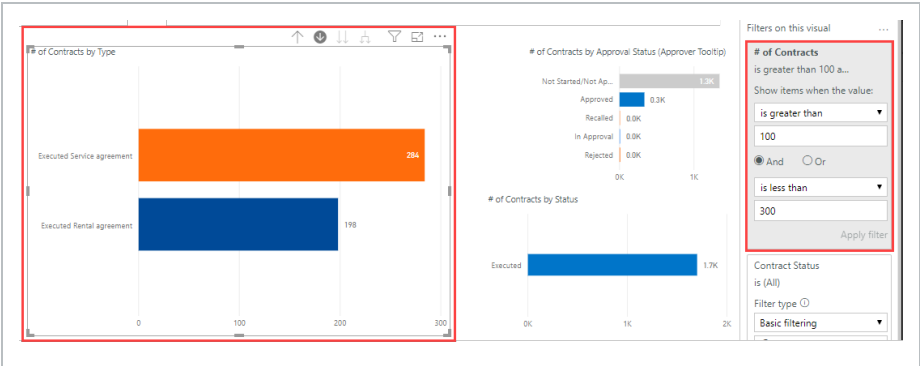 # of Contracts by Type
Executed Service agreement
284
Executed Rental agreement
198
0
100
200
300
# of Contracts by Approval Status (Approver Tooltip)
Not Started/Not Ap...
1.3K
Approved
0.3K
Recalled
0.0K
In Approval
0.0K
Rejected
0.0K
0K
1K
# of Contracts by Status
Executed
1.7K
0K
1K
2K
Filters on this visual
...
# of Contracts
is greater than 100 a...
Show items when the value:
is greater than
100
And
Or
is less than
300
Apply filter
Contract Status
is (All)
Filter type
Basic filtering